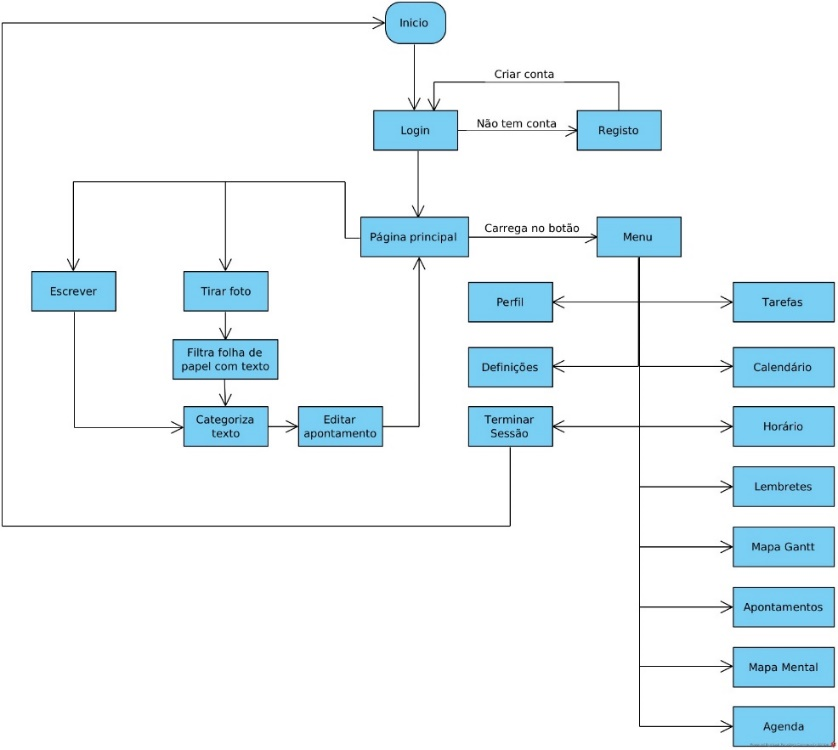 Inicio
Criar conta
Login
Não tem conta
Registo
Página principal
Carrega no botão
Menu
Escrever
Tirar foto
Perfil
Tarefas
Filtra folha de
papel com texto
Definições
Calendário
Categoriza
texto
Editar
apontamento
Terminar
Sessão
Horário
Lembretes
Mapa Gantt
Apontamentos
Mapa Mental
Agenda